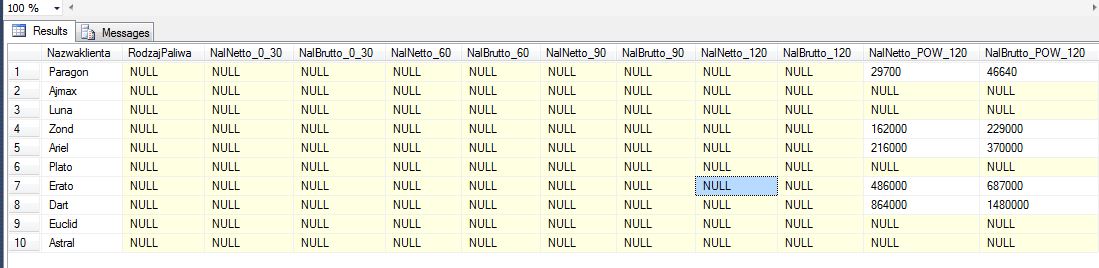 100 %
Results Messages
Nazwaklienta RodzajPaliwa NalNetto_0_30 NalBrutto_0_30 NalNetto_60 NalBrutto_60 NalNetto_90 NalBrutto_90 NalNetto_120 NalBrutto_120 NalNetto_POW_120 NalBrutto_POW_120
1 Paragon NULL NULL NULL NULL NULL NULL NULL NULL NULL 29700 46640
2 Ajmax NULL NULL NULL NULL NULL NULL NULL NULL NULL NULL NULL
3 Luna NULL NULL NULL NULL NULL NULL NULL NULL NULL NULL NULL
4 Zond NULL NULL NULL NULL NULL NULL NULL NULL NULL 162000 229000
5 Ariel NULL NULL NULL NULL NULL NULL NULL NULL NULL 216000 370000
6 Plato NULL NULL NULL NULL NULL NULL NULL NULL NULL NULL NULL
7 Erato NULL NULL NULL NULL NULL NULL NULL NULL NULL 486000 687000
8 Dart NULL NULL NULL NULL NULL NULL NULL NULL NULL 864000 1480000
9 Euclid NULL NULL NULL NULL NULL NULL NULL NULL NULL NULL NULL
10 Astral NULL NULL NULL NULL NULL NULL NULL NULL NULL NULL NULL